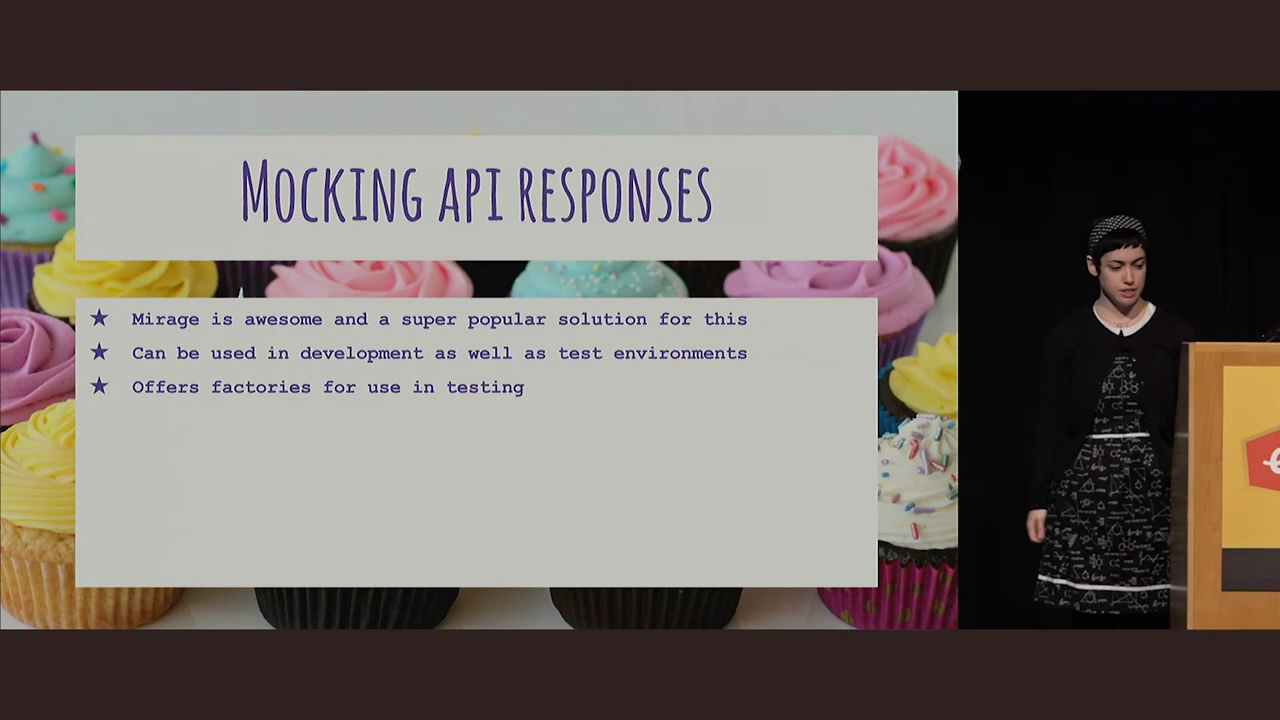 Mocking api responses
★ Mirage is awesome and a super popular solution for this
★ Can be used in development as well as test environments
★ Offers factories for use in testing